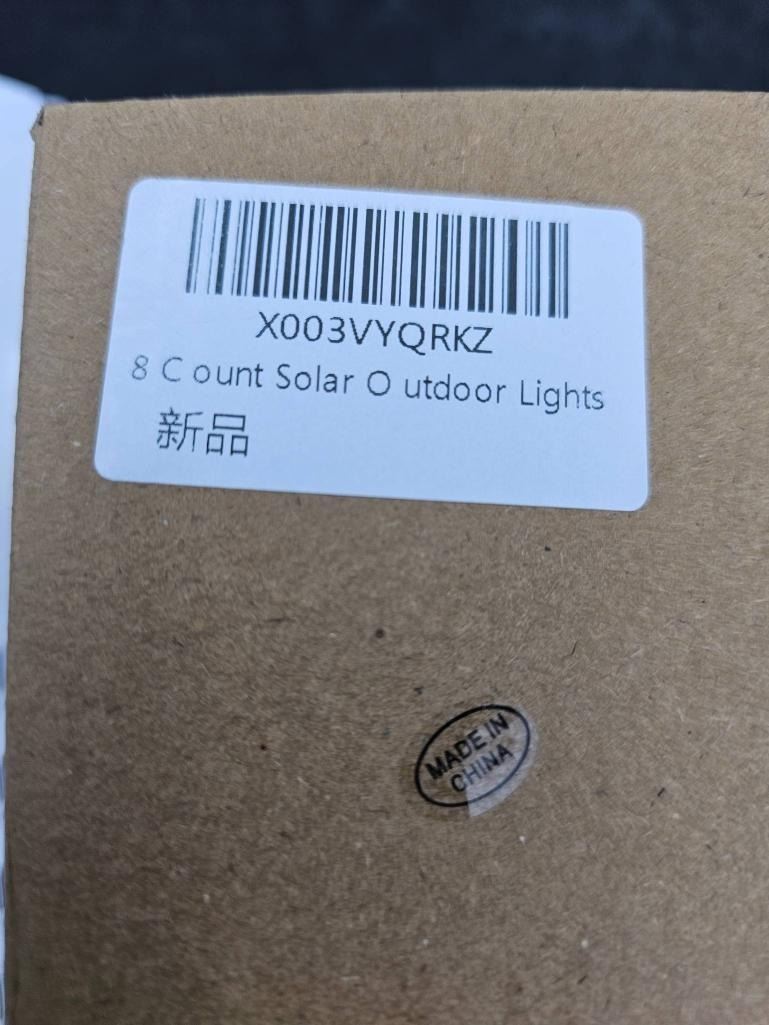 X003VYQRKZ
8 C ount Solar O utdoor Lights
新品
MADE IN
CHINA